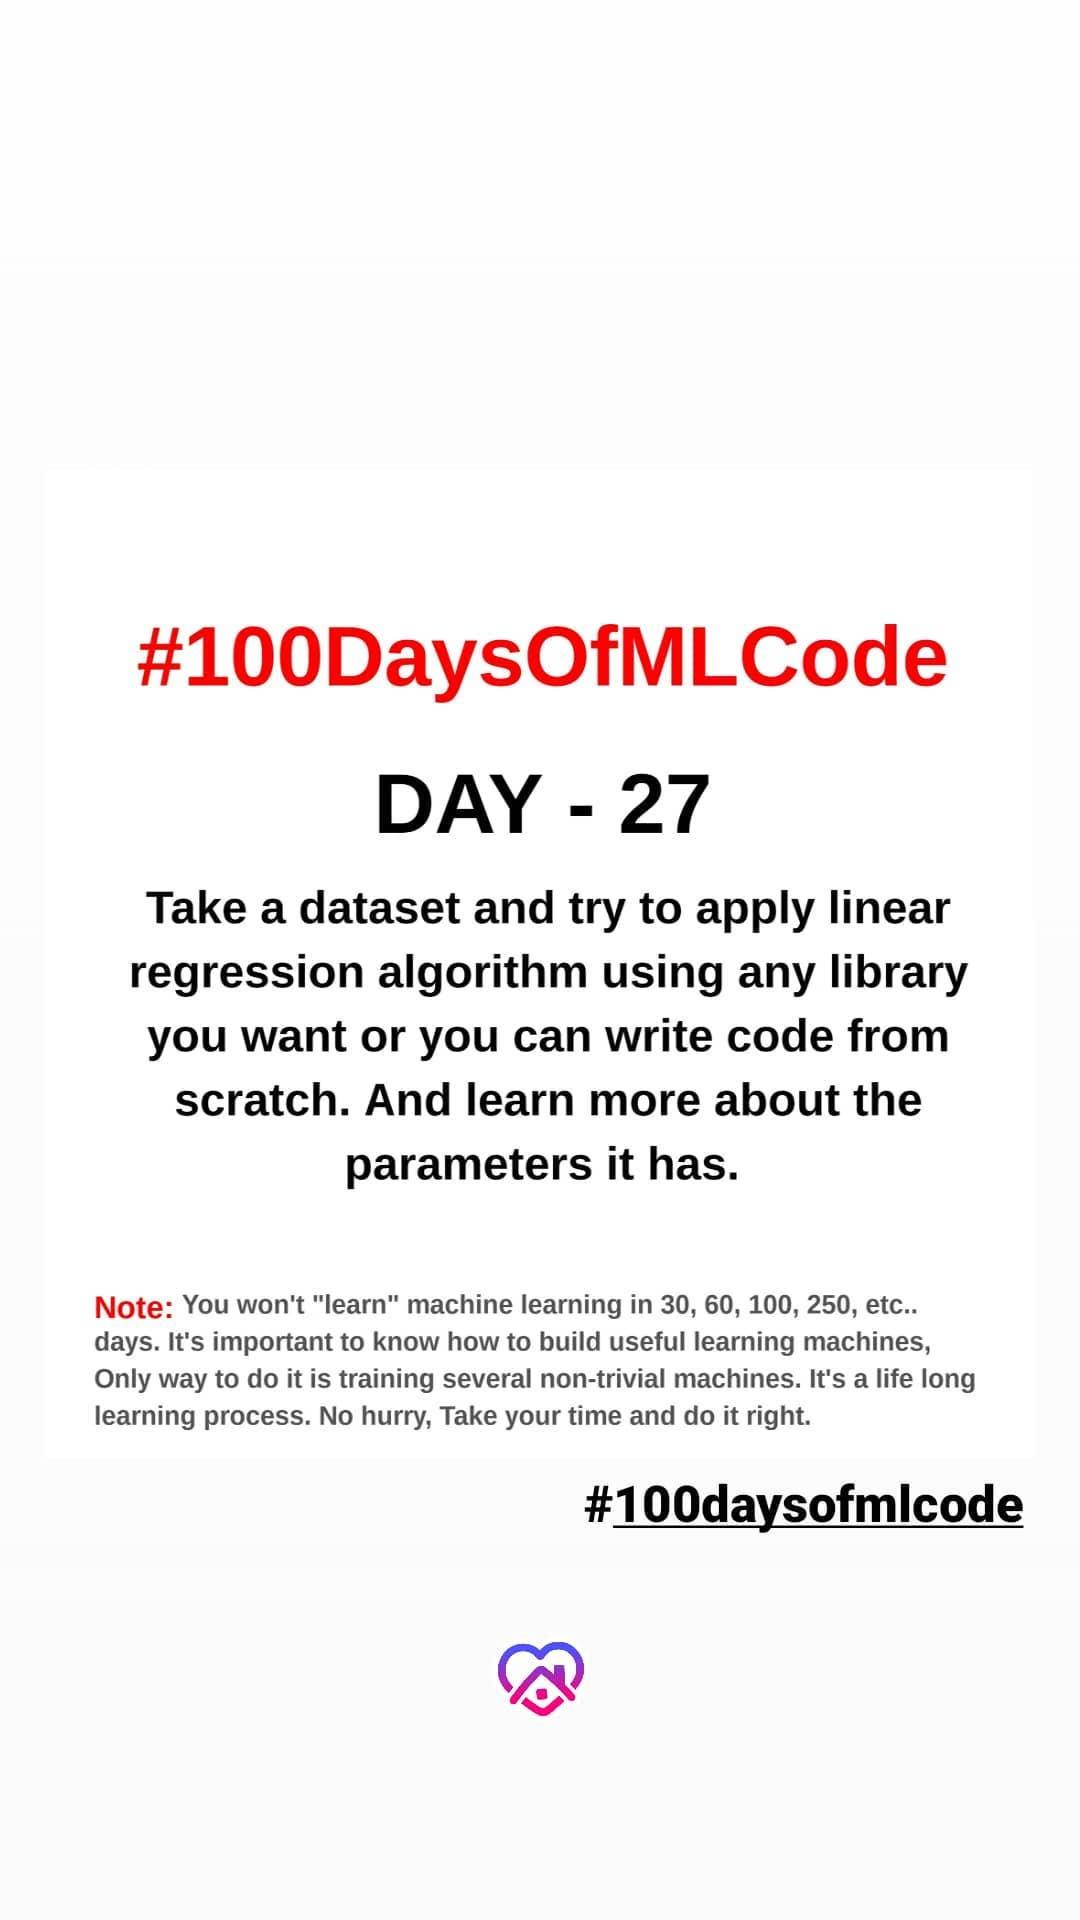 #100DaysOfMLCode
DAY - 27
Take a dataset and try to apply linear
regression algorithm using any library
you want or you can write code from
scratch. And learn more about the
parameters it has.
Note: You won't "learn" machine learning in 30, 60, 100, 250, etc..
days. It's important to know how to build useful learning machines,
Only way to do it is training several non-trivial machines. It's a life long
learning process. No hurry, Take your time and do it right.
#100daysofmlcode